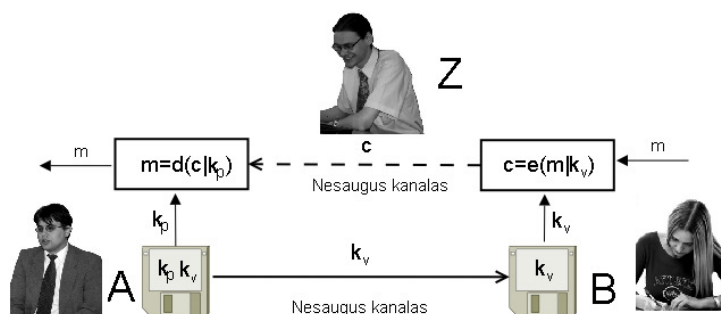 Z
c
m
m=d(c|kp)
c=e(m|kv)
m
Nesaugus kanalas
kp
kv
kv
A
kp kv
kv
B
Nesaugus kanalas